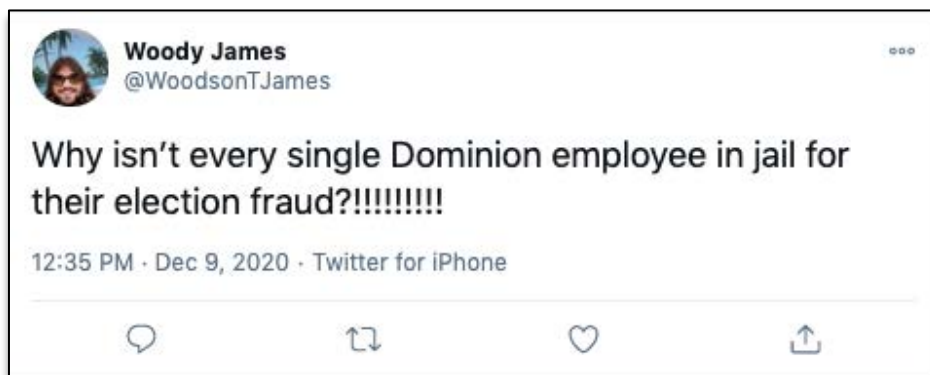 Woody James
@WoodsonTJames
Why isn't every single Dominion employee in jail for
their election fraud?!!!!!!!!!
12:35 PM · Dec 9, 2020 · Twitter for iPhone